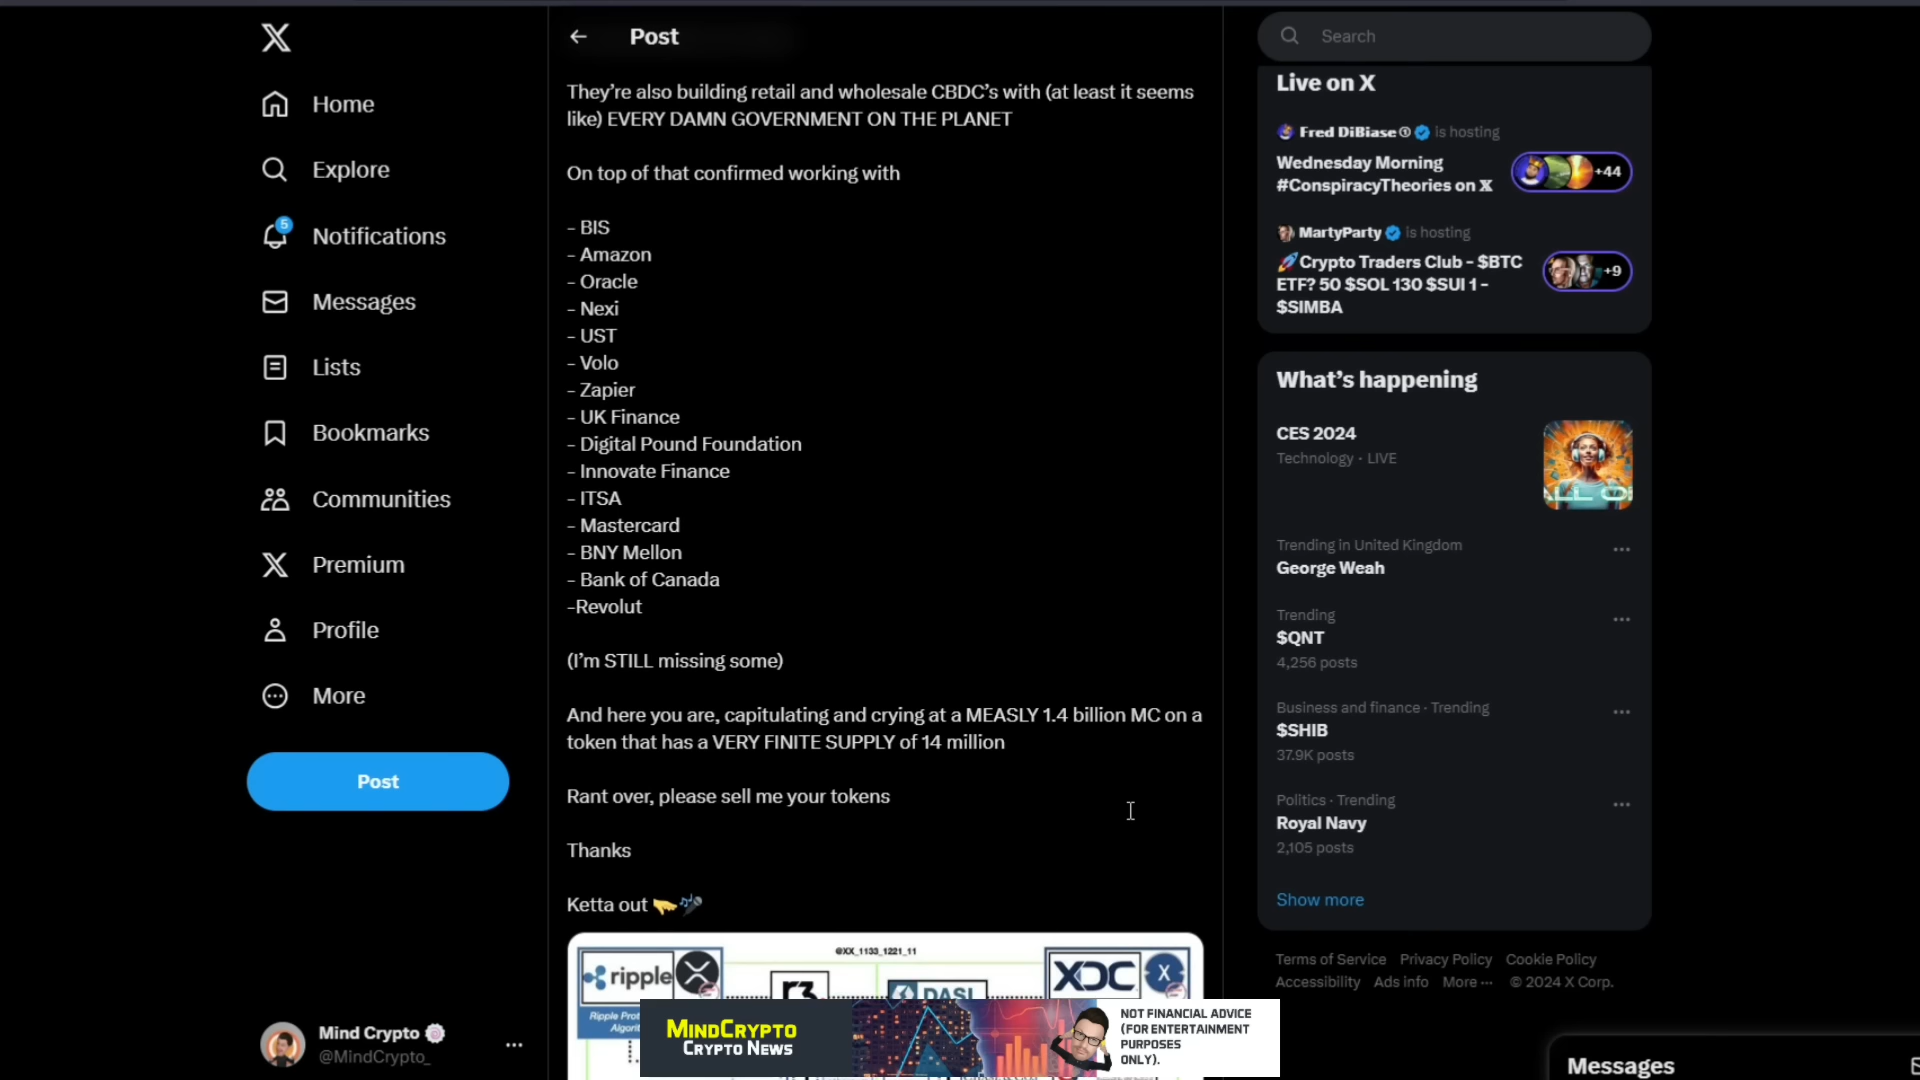 Home
Explore
5
Notifications
Messages
Lists
Bookmarks
Communities
Premium
Profile
More
Post
Mind Crypto
@MindCrypto_
Post
They’re also building retail and wholesale CBDC’s with (at least it seems
like) EVERY DAMN GOVERNMENT ON THE PLANET
On top of that confirmed working with
- BIS
- Amazon
- Oracle
- Nexi
- UST
- Volo
- Zapier
- UK Finance
- Digital Pound Foundation
- Innovate Finance
- ITSA
- Mastercard
- BNY Mellon
- Bank of Canada
-Revolut
(I’m STILL missing some)
And here you are, capitulating and crying at a MEASLY 1.4 billion MC on a
token that has a VERY FINITE SUPPLY of 14 million
Rant over, please sell me your tokens
Thanks
Ketta out
@XX_1133_1221_11
ripple
r3
DASL
XDC
MINDCRYPTO
CRYPTO NEWS
NOT FINANCIAL ADVICE
(FOR ENTERTAINMENT
PURPOSES
ONLY).
Search
Live on X
Fred DiBiase is hosting
Wednesday Morning
#ConspiracyTheories on X
+44
MartyParty is hosting
🚀Crypto Traders Club - $BTC
ETF? 50 $SOL 130 $SUI 1 -
$SIMBA
+9
What’s happening
CES 2024
Technology · LIVE
Trending in United Kingdom
George Weah
Trending
$QNT
4,256 posts
Business and finance · Trending
$SHIB
37.9K posts
Politics · Trending
Royal Navy
2,105 posts
Show more
Terms of Service Privacy Policy Cookie Policy
Accessibility Ads info More ··· © 2024 X Corp.
Messages